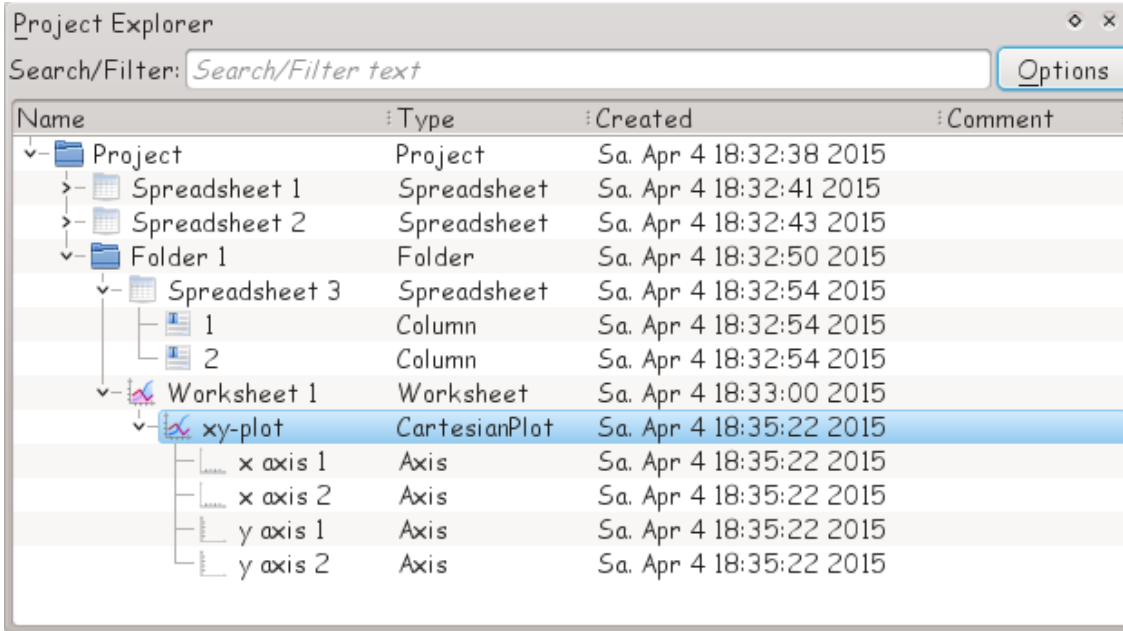 Project Explorer
Search/Filter: Search/Filter text Options
Name Type Created Comment
Project Project Sa. Apr 4 18:32:38 2015
Spreadsheet 1 Spreadsheet Sa. Apr 4 18:32:41 2015
Spreadsheet 2 Spreadsheet Sa. Apr 4 18:32:43 2015
Folder 1 Folder Sa. Apr 4 18:32:50 2015
Spreadsheet 3 Spreadsheet Sa. Apr 4 18:32:54 2015
1 Column Sa. Apr 4 18:32:54 2015
2 Column Sa. Apr 4 18:32:54 2015
Worksheet 1 Worksheet Sa. Apr 4 18:33:00 2015
xy-plot CartesianPlot Sa. Apr 4 18:35:22 2015
x axis 1 Axis Sa. Apr 4 18:35:22 2015
x axis 2 Axis Sa. Apr 4 18:35:22 2015
y axis 1 Axis Sa. Apr 4 18:35:22 2015
y axis 2 Axis Sa. Apr 4 18:35:22 2015